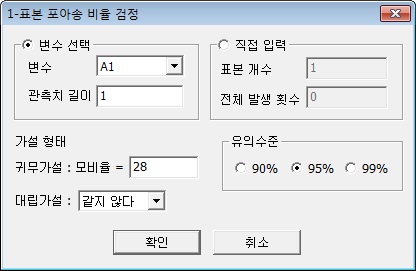 1-표본 포아송 비율 검정
변수 선택
변수 A1
관측치 길이 1
직접 입력
표본 개수 1
전체 발생 횟수 0
가설 형태
귀무가설 : 모비율 = 28
대립가설 : 같지 않다
유의수준
90% 95% 99%
확인 취소